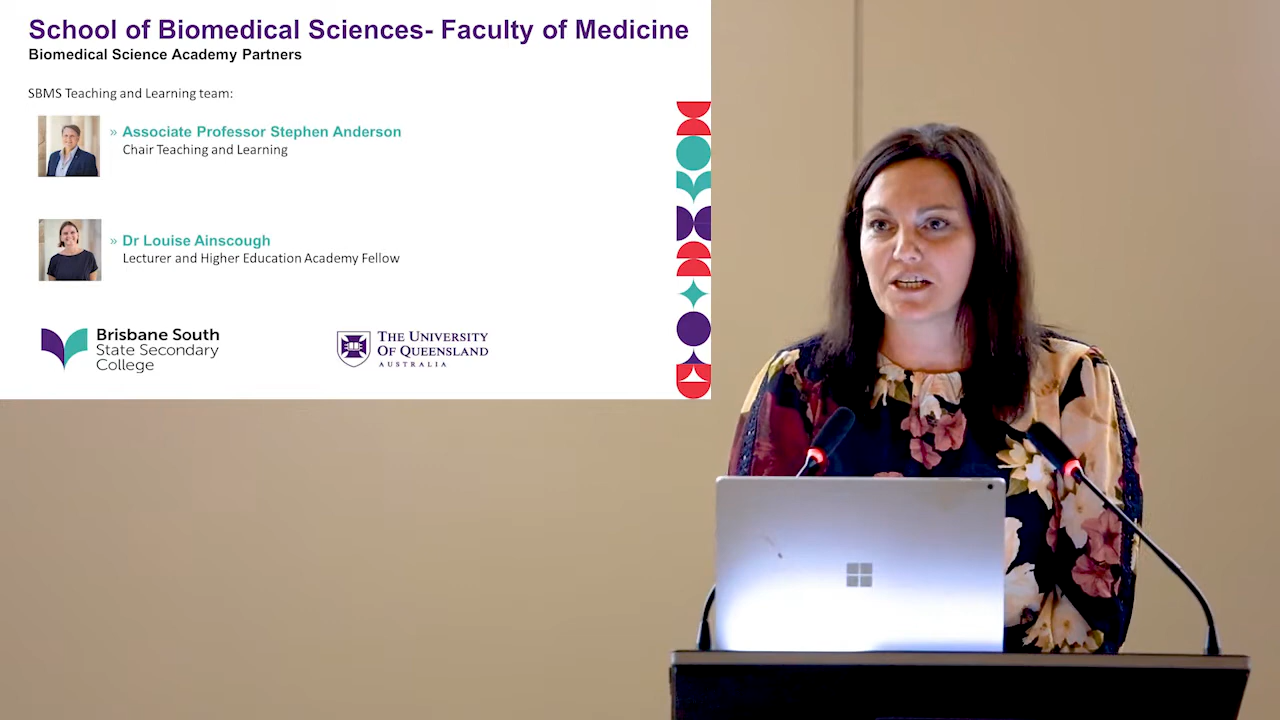 School of Biomedical Sciences- Faculty of Medicine
Biomedical Science Academy Partners
SBMS Teaching and Learning team:
» Associate Professor Stephen Anderson
Chair Teaching and Learning
» Dr Louise Ainscough
Lecturer and Higher Education Academy Fellow
Brisbane South
State Secondary
College
THE UNIVERSITY
OF QUEENSLAND
AUSTRALIA